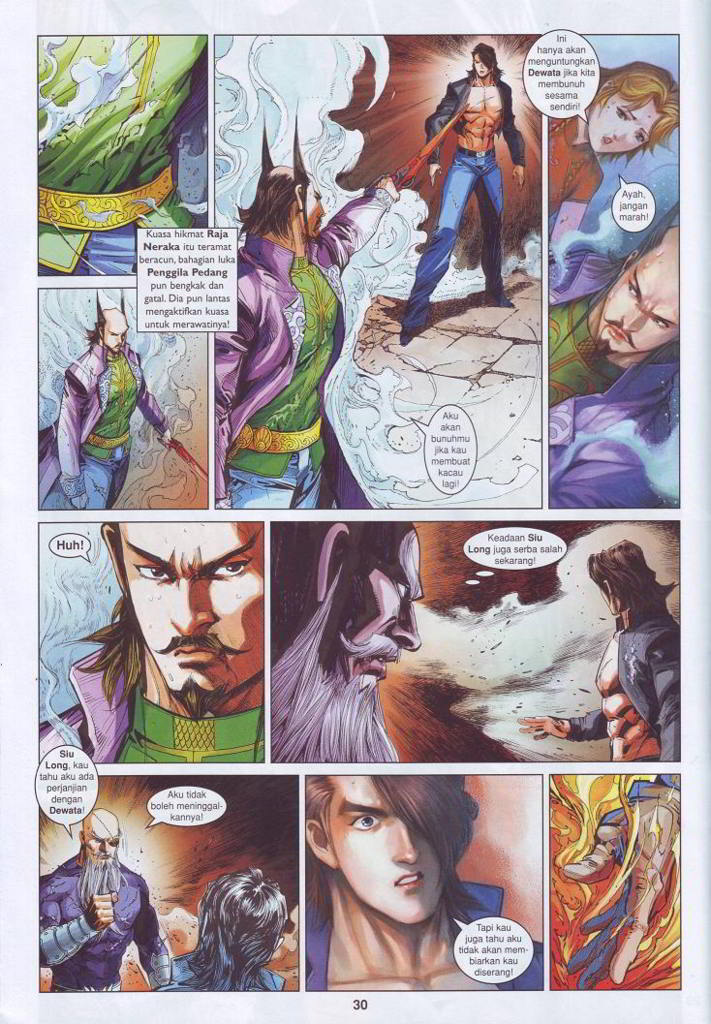 Kuasa hikmat Raja
Neraka itu teramat
beracun, bahagian luka
Penggila Pedang
pun bengkak dan
gatal. Dia pun lantas
mengaktifkan kuasa
untuk merawatinya!
Aku
akan
bunuhmu
jika kau
membuat
kacau
lagi!
Ini
hanya akan
menguntungkan
Dewata jika kita
membunuh
sesama
sendiri!
Ayah,
jangan
marah!
Huh!
Keadaan Siu
Long juga serba salah
sekarang!
Siu
Long, kau
tahu aku ada
perjanjian
dengan
Dewata!
Aku tidak
boleh meninggal-
kannya!
Tapi kau
juga tahu aku
tidak akan mem-
biarkan kau
diserang!
30